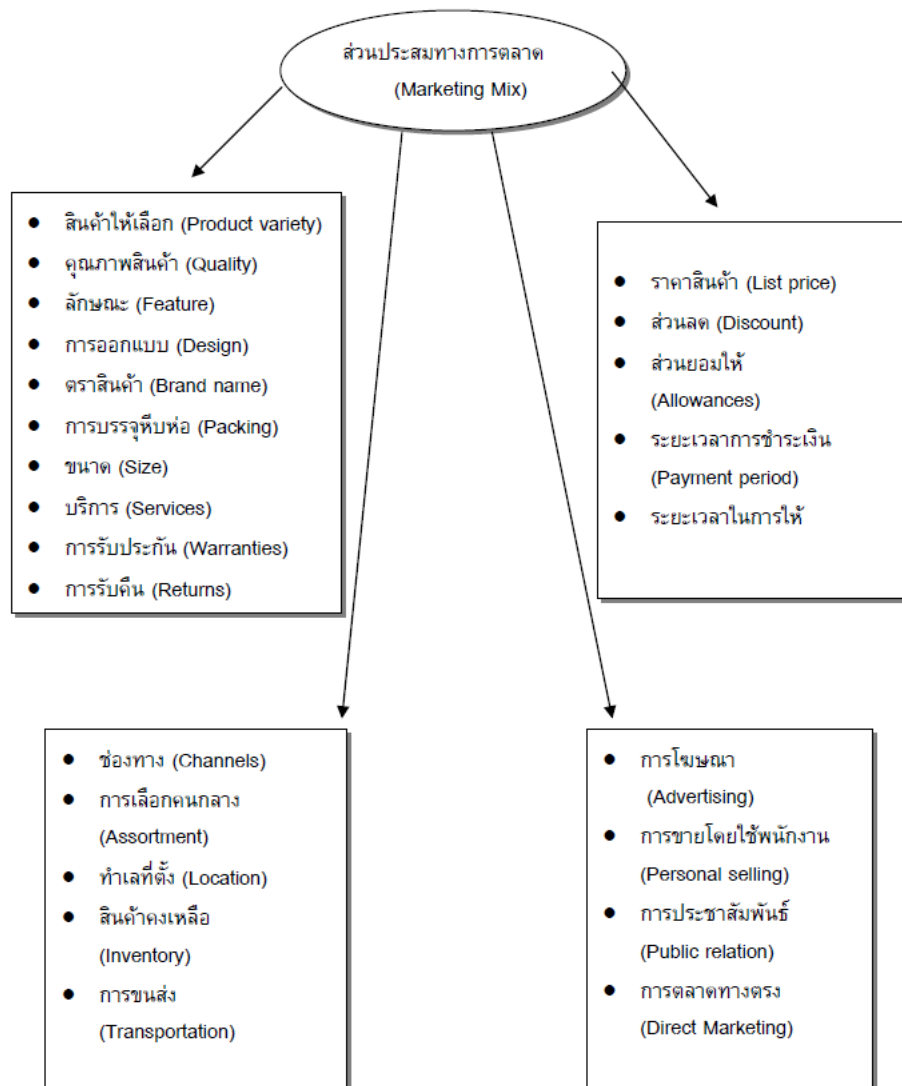 ส่วนประสมทางการตลาด
(Marketing Mix)
● สินค้าให้เลือก (Product variety)
● คุณภาพสินค้า (Quality)
● ลักษณะ (Feature)
● การออกแบบ (Design)
● ตราสินค้า (Brand name)
● การบรรจุหีบห่อ (Packing)
● ขนาด (Size)
● บริการ (Services)
● การรับประกัน (Warranties)
● การรับคืน (Returns)
● ราคาสินค้า (List price)
● ส่วนลด (Discount)
● ส่วนยอมให้
(Allowances)
● ระยะเวลาการชำระเงิน
(Payment period)
● ระยะเวลาในการให้
● ช่องทาง (Channels)
● การเลือกคนกลาง
(Assortment)
● ทำเลที่ตั้ง (Location)
● สินค้าคงเหลือ
(Inventory)
● การขนส่ง
(Transportation)
● การโฆษณา
(Advertising)
● การขายโดยใช้พนักงาน
(Personal selling)
● การประชาสัมพันธ์
(Public relation)
● การตลาดทางตรง
(Direct Marketing)